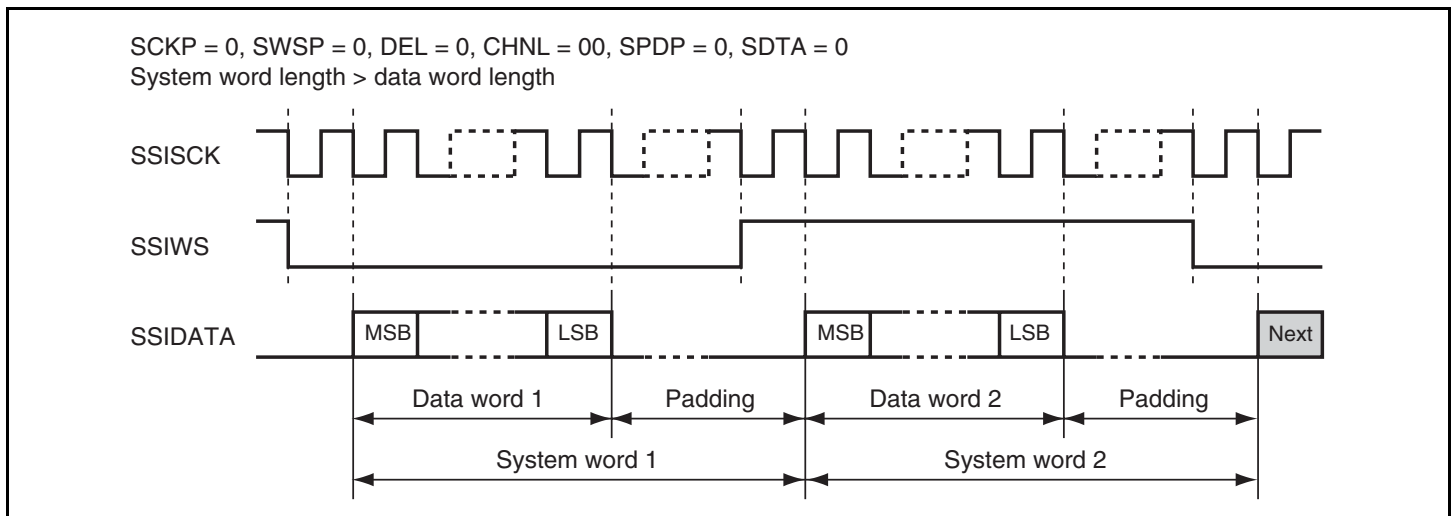 SCKP = 0, SWSP = 0, DEL = 0, CHNL = 00, SPDP = 0, SDTA = 0
System word length > data word length
SSISCK
SSIWS
SSIDATA
MSB
LSB
MSB
LSB
Next
Data word 1
Padding
Data word 2
Padding
System word 1
System word 2